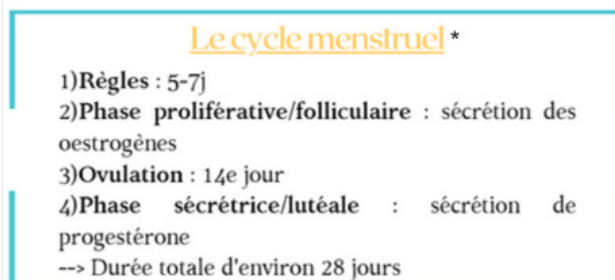 Le cycle menstruel *
1)Règles : 5-7j
2)Phase proliférative/folliculaire : sécrétion des
oestrogènes
3)Ovulation : 14e jour
4)Phase sécrétrice/lutéale : sécrétion de
progestérone
--> Durée totale d'environ 28 jours